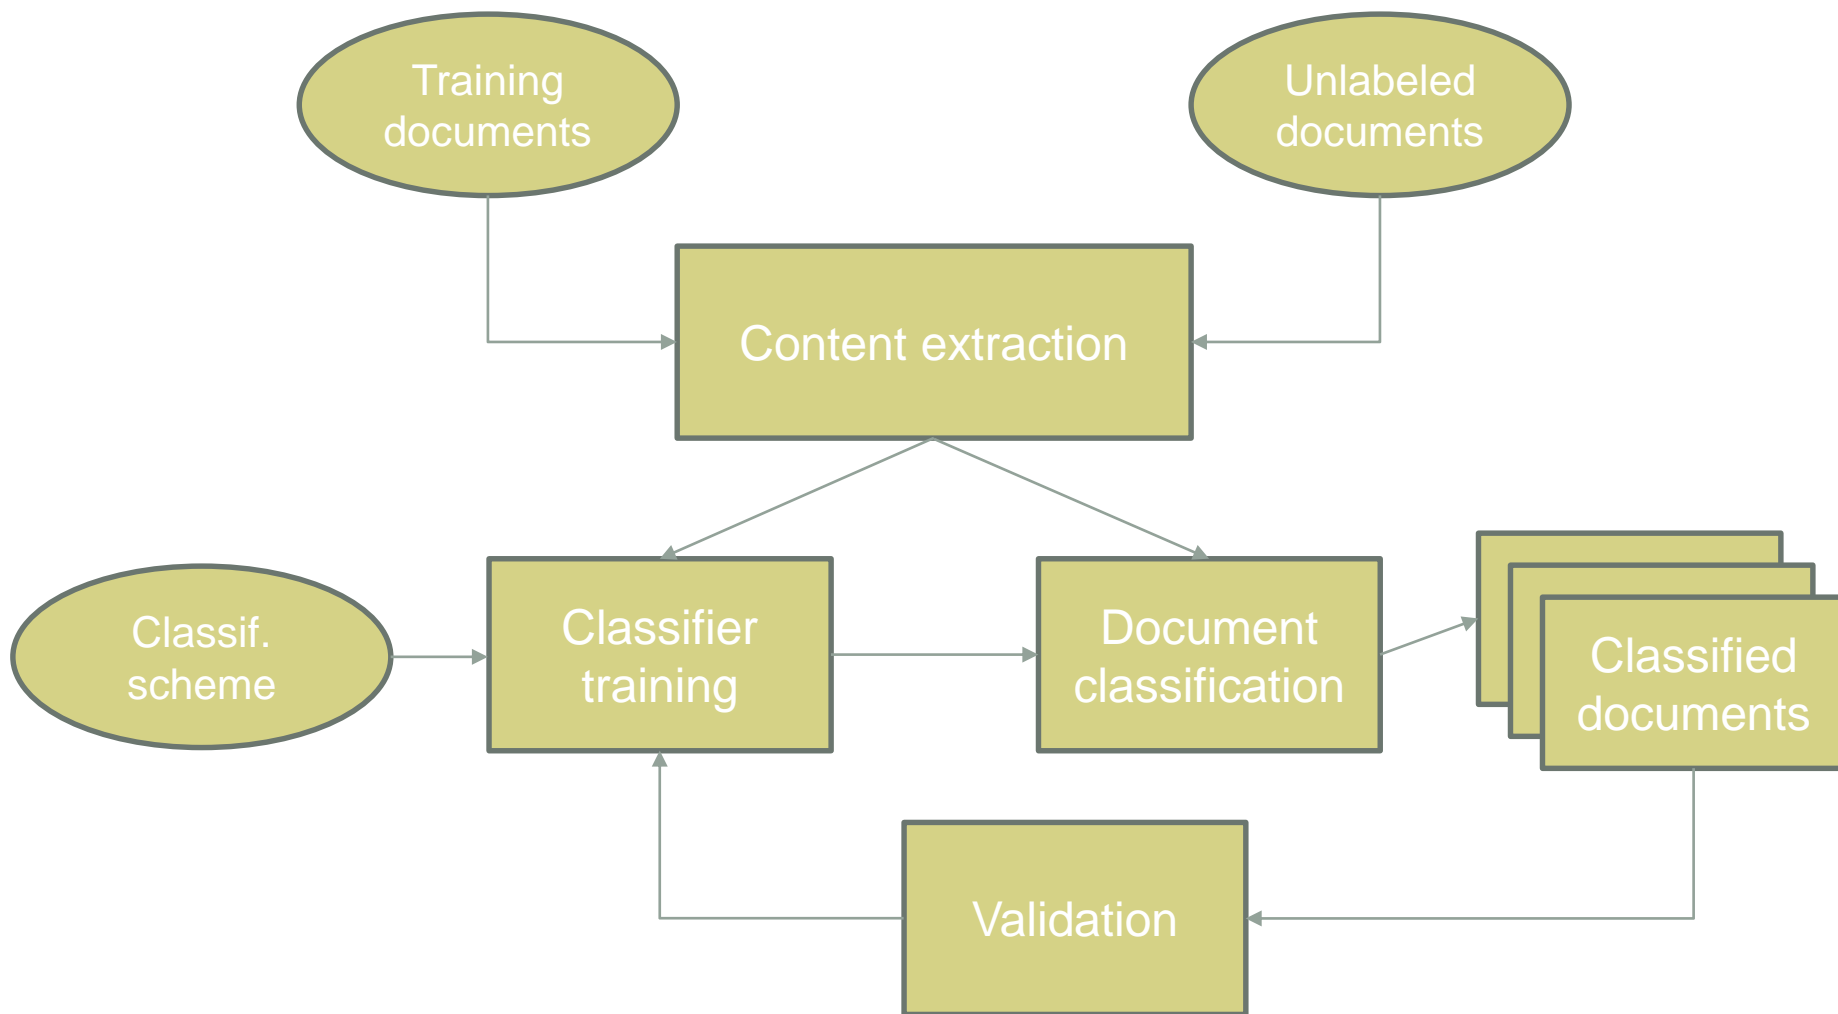 Training
documents
Unlabeled
documents
Content extraction
Classif.
scheme
Classifier
training
Document
classification
Classified
documents
Validation